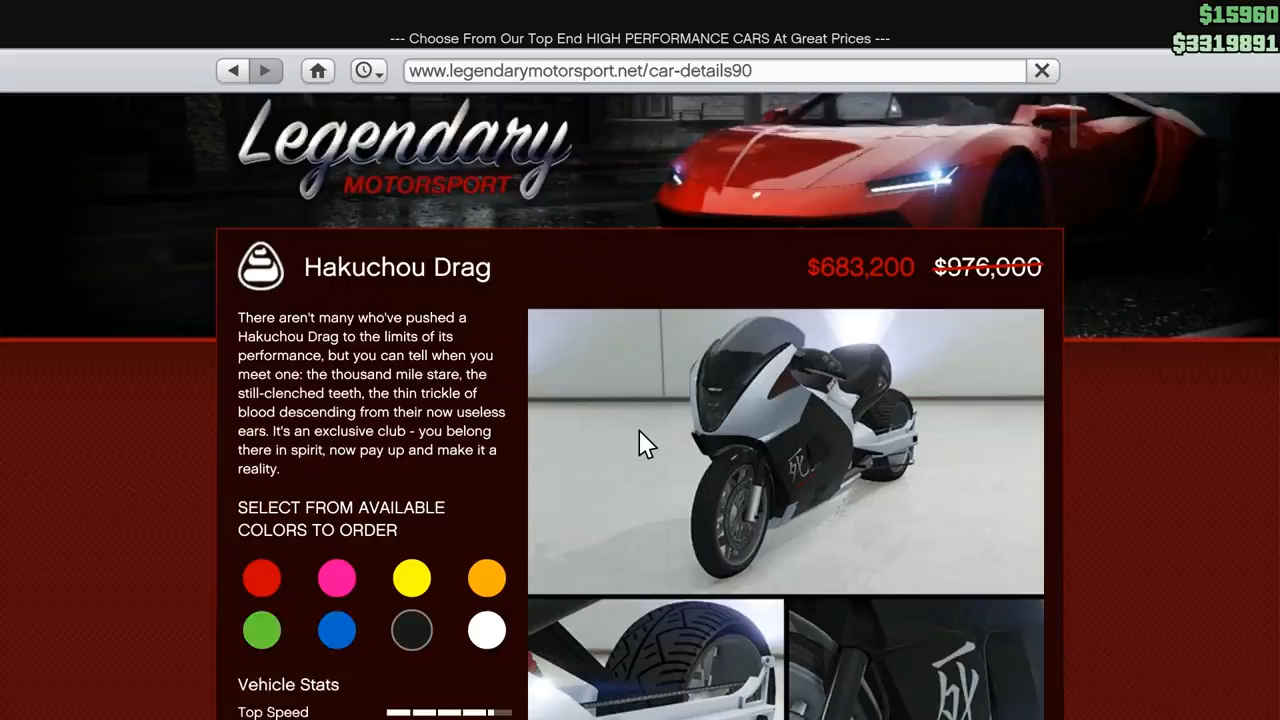 $15960
--- Choose From Our Top End HIGH PERFORMANCE CARS At Great Prices ---
$3319891
www.legendarymotorsport.net/car-details90
Legendary
MOTORSPORT
Hakuchou Drag
$683,200 $976,000
There aren't many who've pushed a
Hakuchou Drag to the limits of its
performance, but you can tell when you
meet one: the thousand mile stare, the
still-clenched teeth, the thin trickle of
blood descending from their now useless
ears. It's an exclusive club - you belong
there in spirit, now pay up and make it a
reality.
死
SELECT FROM AVAILABLE
COLORS TO ORDER
死
Vehicle Stats
Top Speed